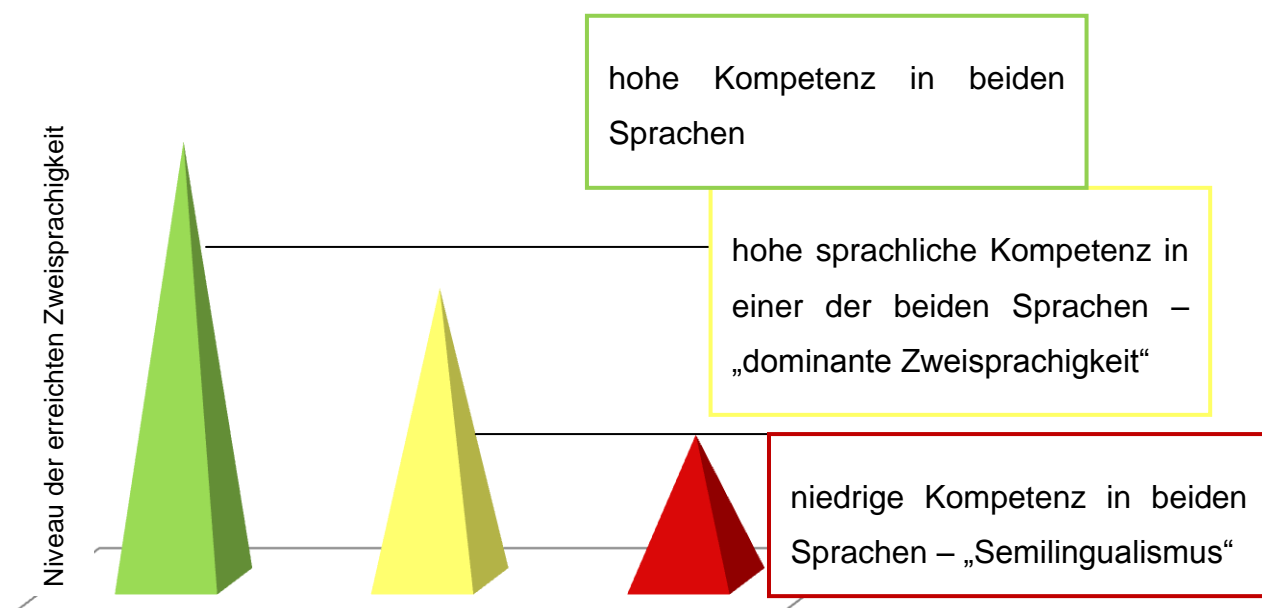 Niveau der erreichten Zweisprachigkeit
hohe Kompetenz in beiden
Sprachen
hohe sprachliche Kompetenz in
einer der beiden Sprachen –
„dominante Zweisprachigkeit“
niedrige Kompetenz in beiden
Sprachen – „Semilingualismus“